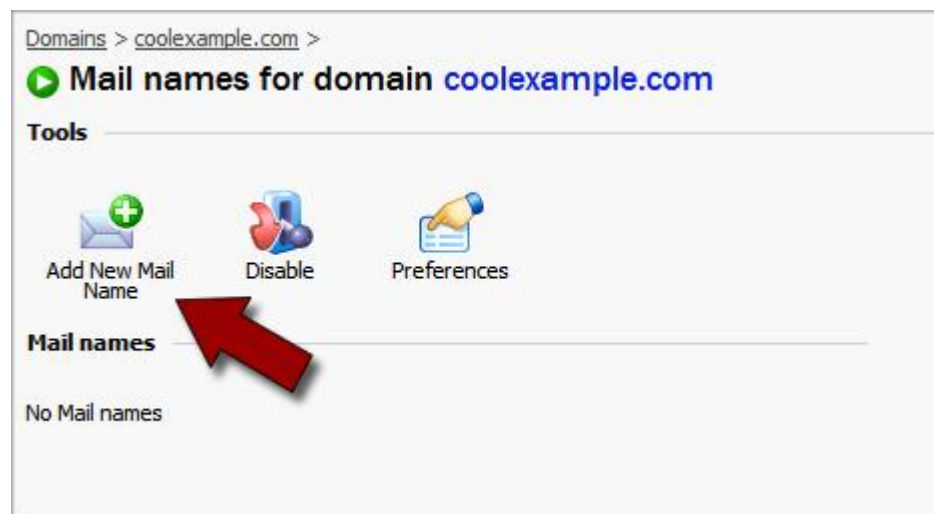 Domains > coolexample.com >
Mail names for domain coolexample.com
Tools
Add New Mail
Name
Disable
Preferences
Mail names
No Mail names